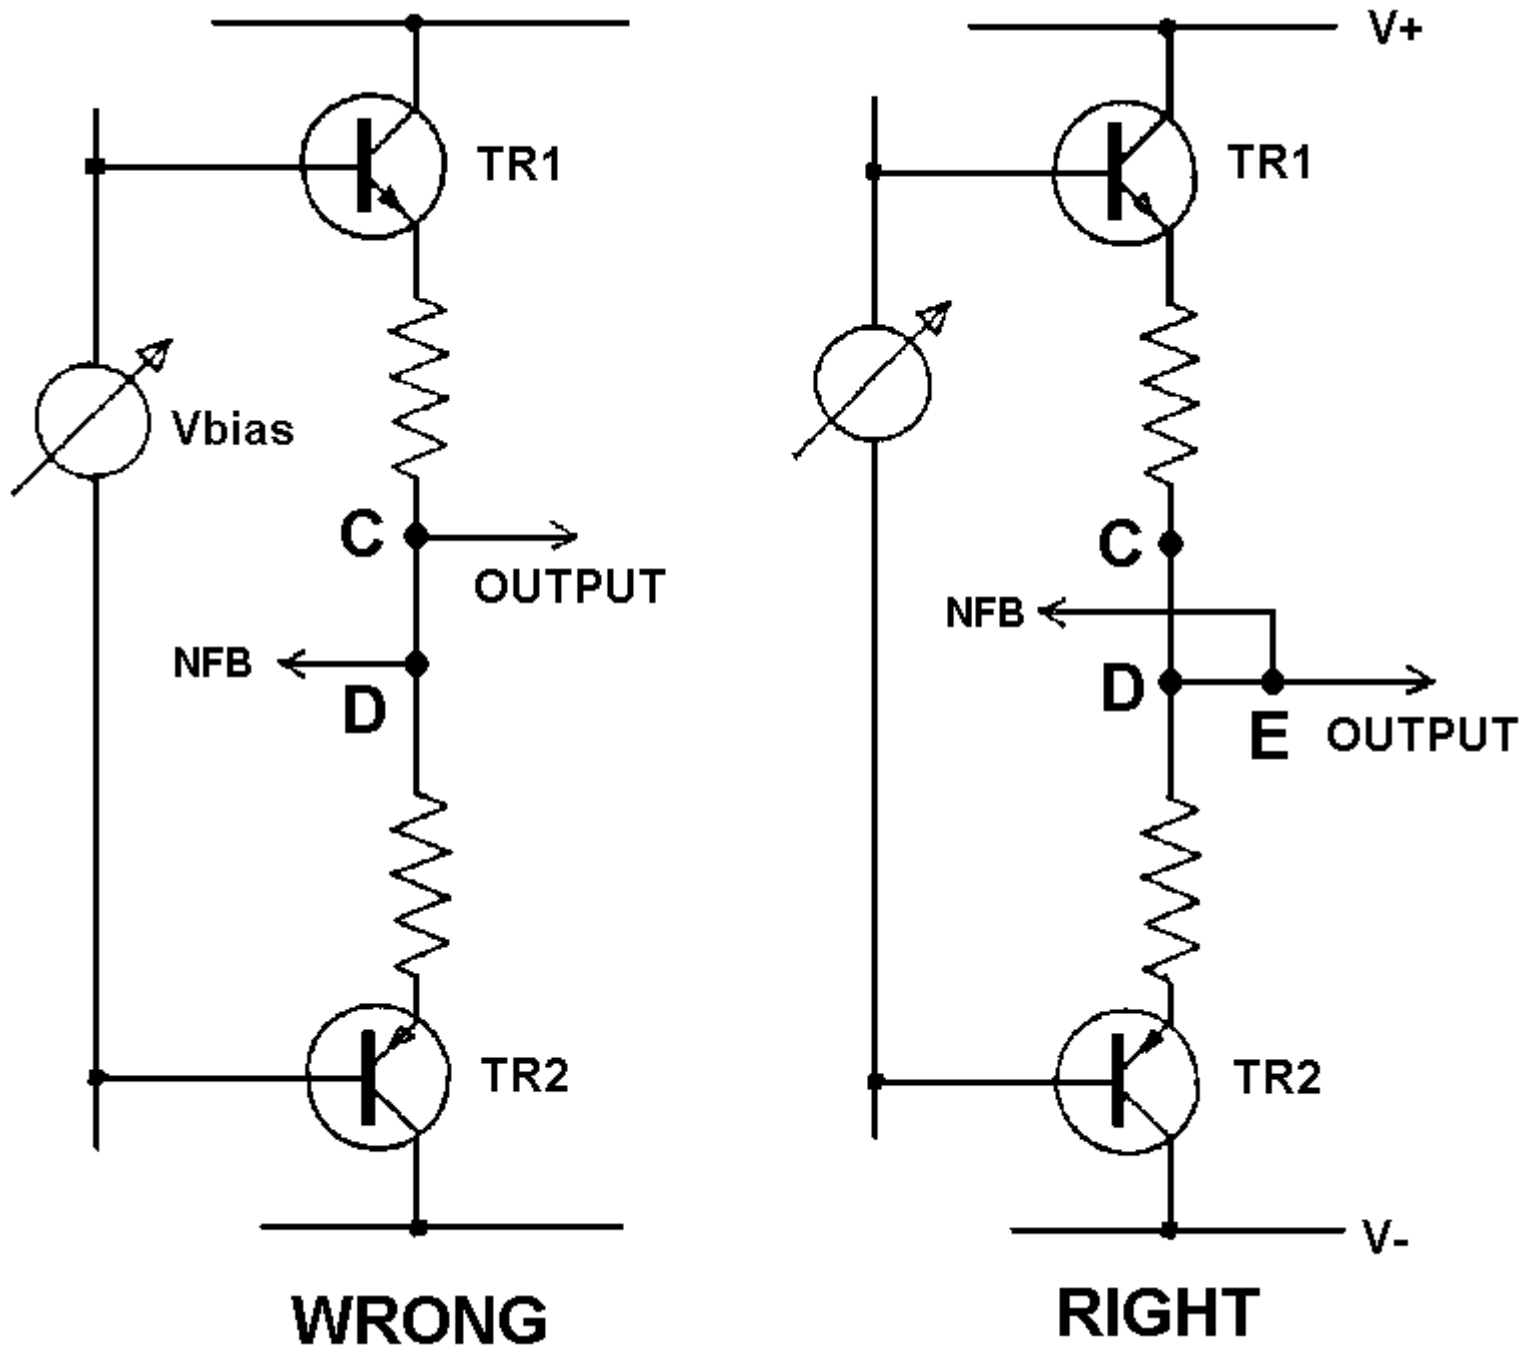 V+
TR1
TR1
Vbias
C
OUTPUT
C
NFB
NFB
D
D
E
OUTPUT
TR2
TR2
V-
WRONG
RIGHT